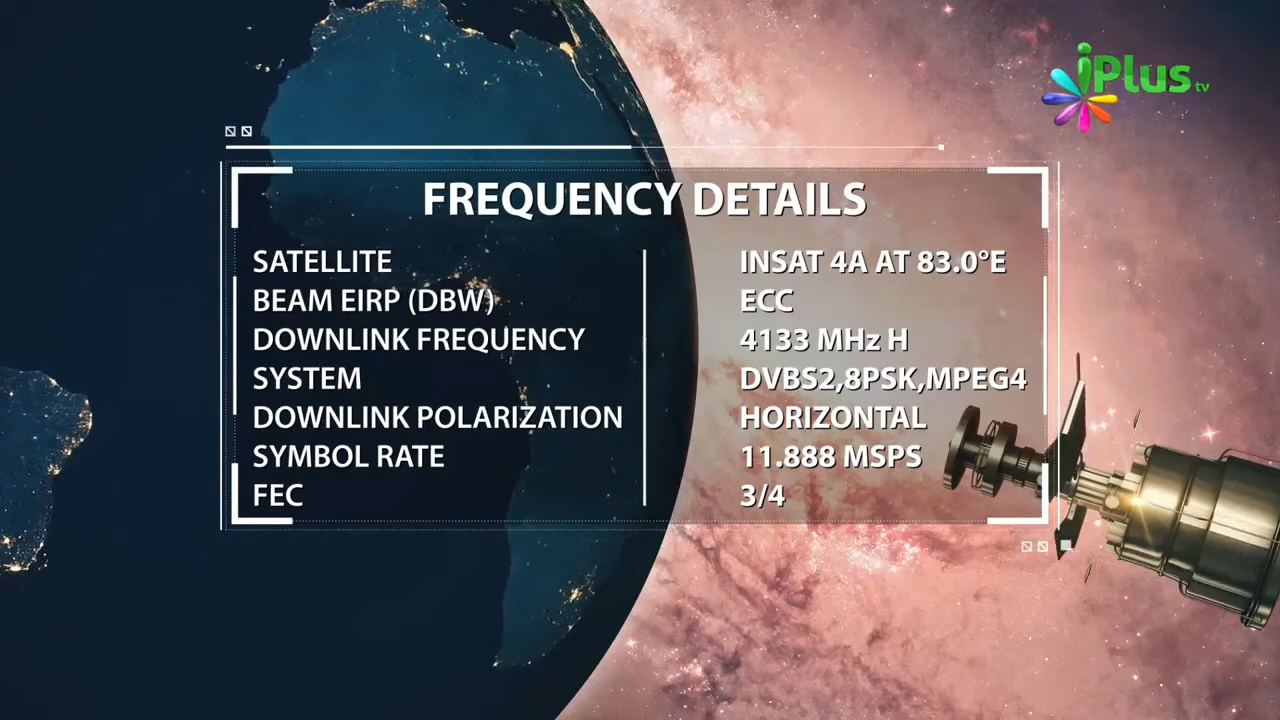 iPlus tv
FREQUENCY DETAILS
SATELLITE INSAT 4A AT 83.0°E
BEAM EIRP (DBW) ECC
DOWNLINK FREQUENCY 4133 MHz H
SYSTEM DVBS2,8PSK,MPEG4
DOWNLINK POLARIZATION HORIZONTAL
SYMBOL RATE 11.888 MSPS
FEC 3/4